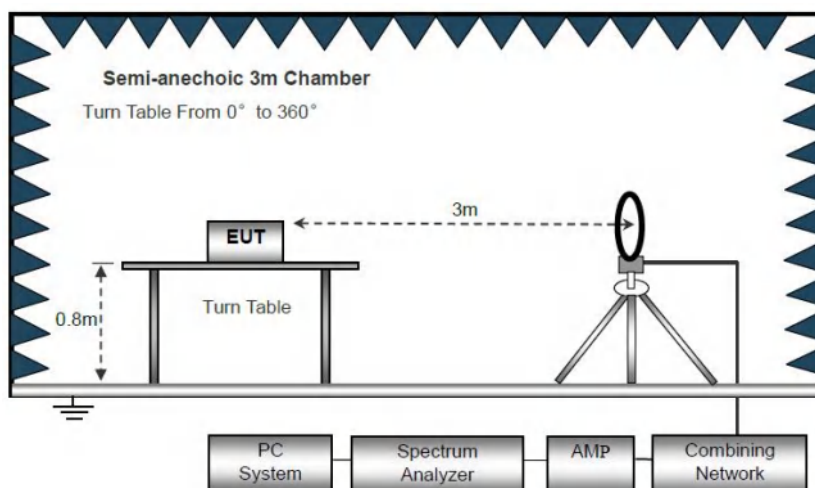 Semi-anechoic 3m Chamber
Turn Table From 0° to 360°
3m
EUT
Turn Table
0.8m
PC
System
Spectrum
Analyzer
AMP
Combining
Network